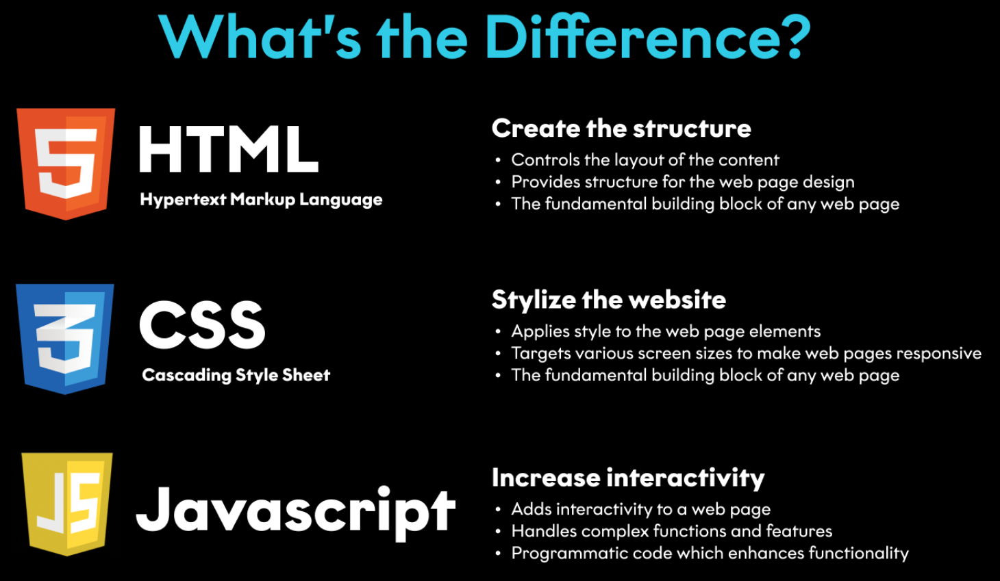 What's the Difference?
5
HTML
Hypertext Markup Language
Create the structure
• Controls the layout of the content
• Provides structure for the web page design
• The fundamental building block of any web page
3
CSS
Cascading Style Sheet
Stylize the website
• Applies style to the web page elements
• Targets various screen sizes to make web pages responsive
• The fundamental building block of any web page
JS
Javascript
Increase interactivity
• Adds interactivity to a web page
• Handles complex functions and features
• Programmatic code which enhances functionality